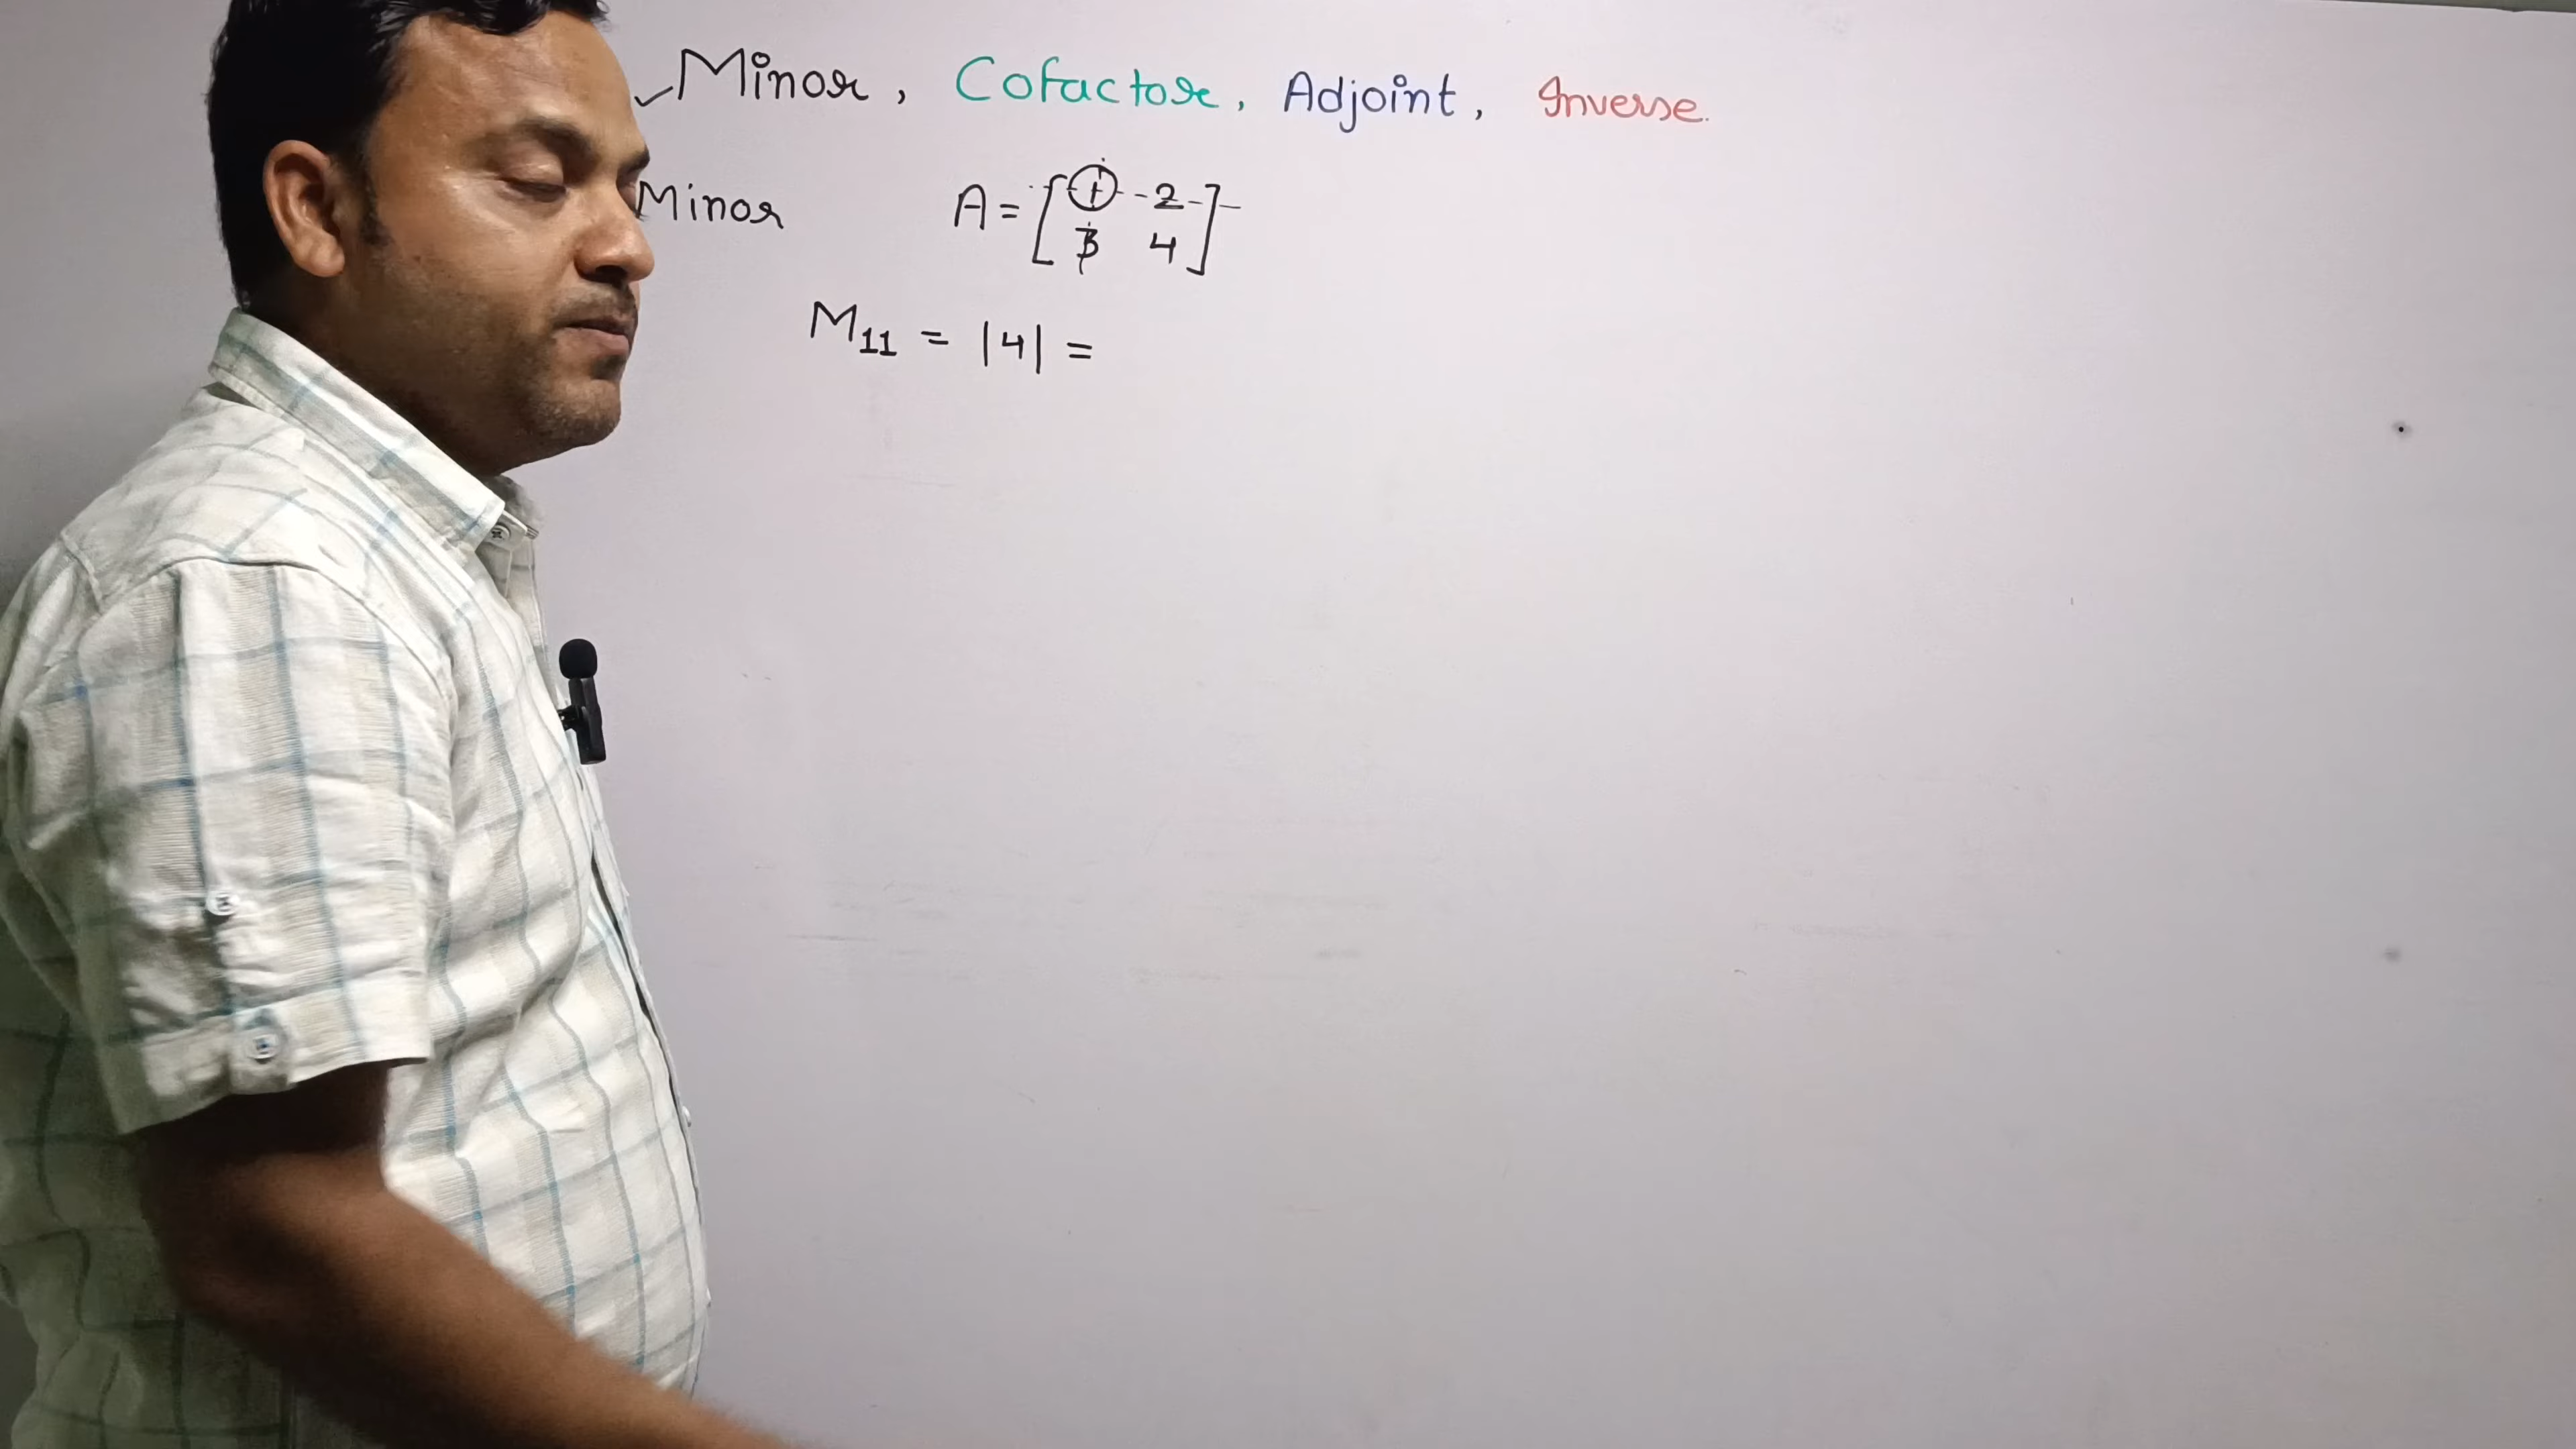 ✓Minor, Cofactor, Adjoint, Inverse.
Minor A = [1 2
3 4]
M11 = |4| =